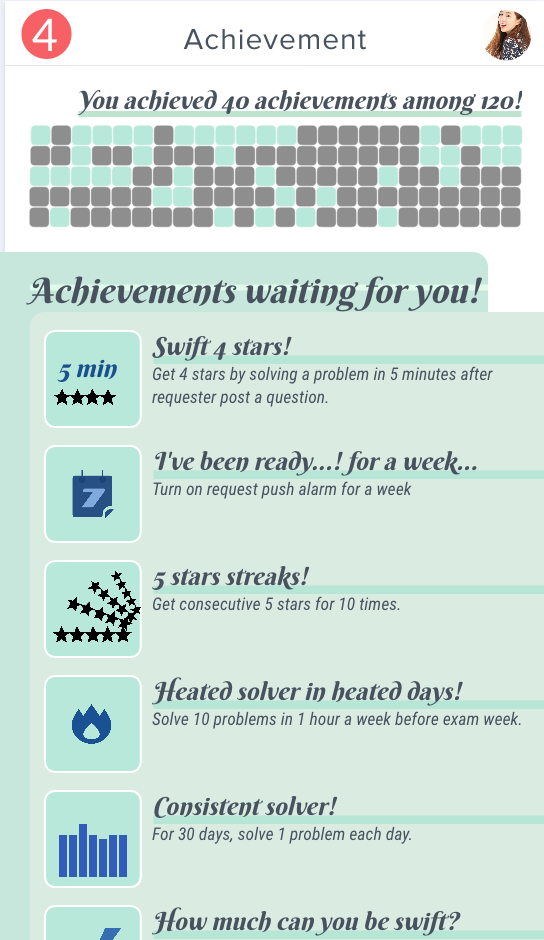 4
Achievement
You achieved 40 achievements among 120!
Achievements waiting for you!
5 min
★★★★
Swift 4 stars!
Get 4 stars by solving a problem in 5 minutes after
requester post a question.
7
I've been ready...! for a week...
Turn on request push alarm for a week
5 stars streaks!
Get consecutive 5 stars for 10 times.
Heated solver in heated days!
Solve 10 problems in 1 hour a week before exam week.
Consistent solver!
For 30 days, solve 1 problem each day.
How much can you be swift?